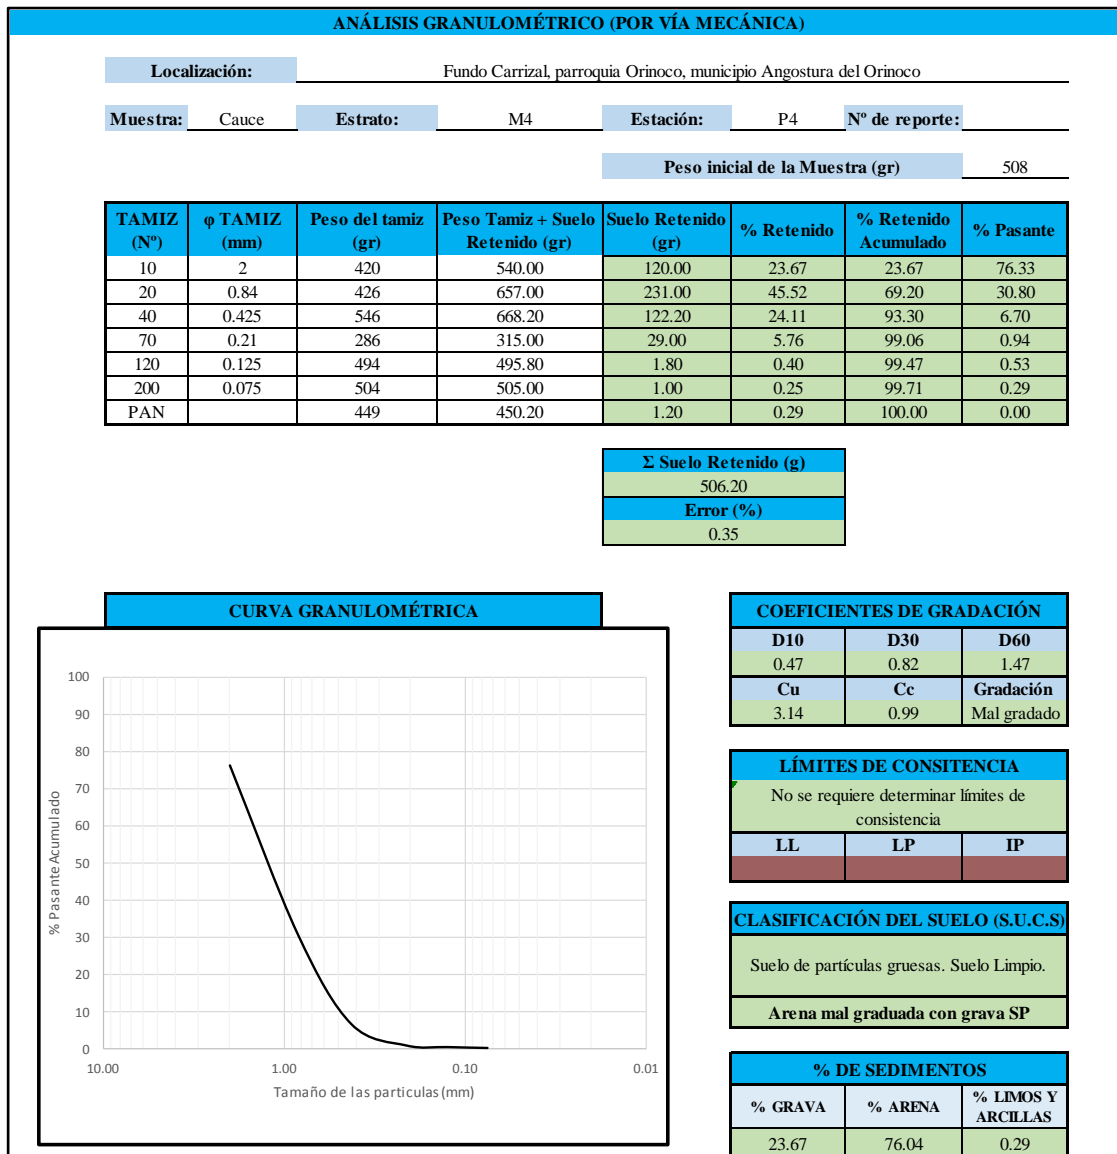 ANÁLISIS GRANULOMÉTRICO (POR VÍA MECÁNICA)
Localización: Fundo Carrizal, parroquia Orinoco, municipio Angostura del Orinoco
Muestra: Cauce Estrato: M4 Estación: P4 Nº de reporte:
Peso inicial de la Muestra (gr) 508
TAMIZ (Nº) φ TAMIZ (mm) Peso del tamiz (gr) Peso Tamiz + Suelo Retenido (gr) Suelo Retenido (gr) % Retenido % Retenido Acumulado % Pasante
10 2 420 540.00 120.00 23.67 23.67 76.33
20 0.84 426 657.00 231.00 45.52 69.20 30.80
40 0.425 546 668.20 122.20 24.11 93.30 6.70
70 0.21 286 315.00 29.00 5.76 99.06 0.94
120 0.125 494 495.80 1.80 0.40 99.47 0.53
200 0.075 504 505.00 1.00 0.25 99.71 0.29
PAN 449 450.20 1.20 0.29 100.00 0.00
Σ Suelo Retenido (g)
506.20
Error (%)
0.35
CURVA GRANULOMÉTRICA
100
90
80
70
60
50
40
30
20
10
0
10.00 1.00 0.10 0.01
% Pasante Acumulado
Tamaño de las particulas (mm)
COEFICIENTES DE GRADACIÓN
D10 D30 D60
0.47 0.82 1.47
Cu Cc Gradación
3.14 0.99 Mal gradado
LÍMITES DE CONSITENCIA
No se requiere determinar límites de
consistencia
LL LP IP
CLASIFICACIÓN DEL SUELO (S.U.C.S)
Suelo de partículas gruesas. Suelo Limpio.
Arena mal graduada con grava SP
% DE SEDIMENTOS
% GRAVA % ARENA % LIMOS Y ARCILLAS
23.67 76.04 0.29